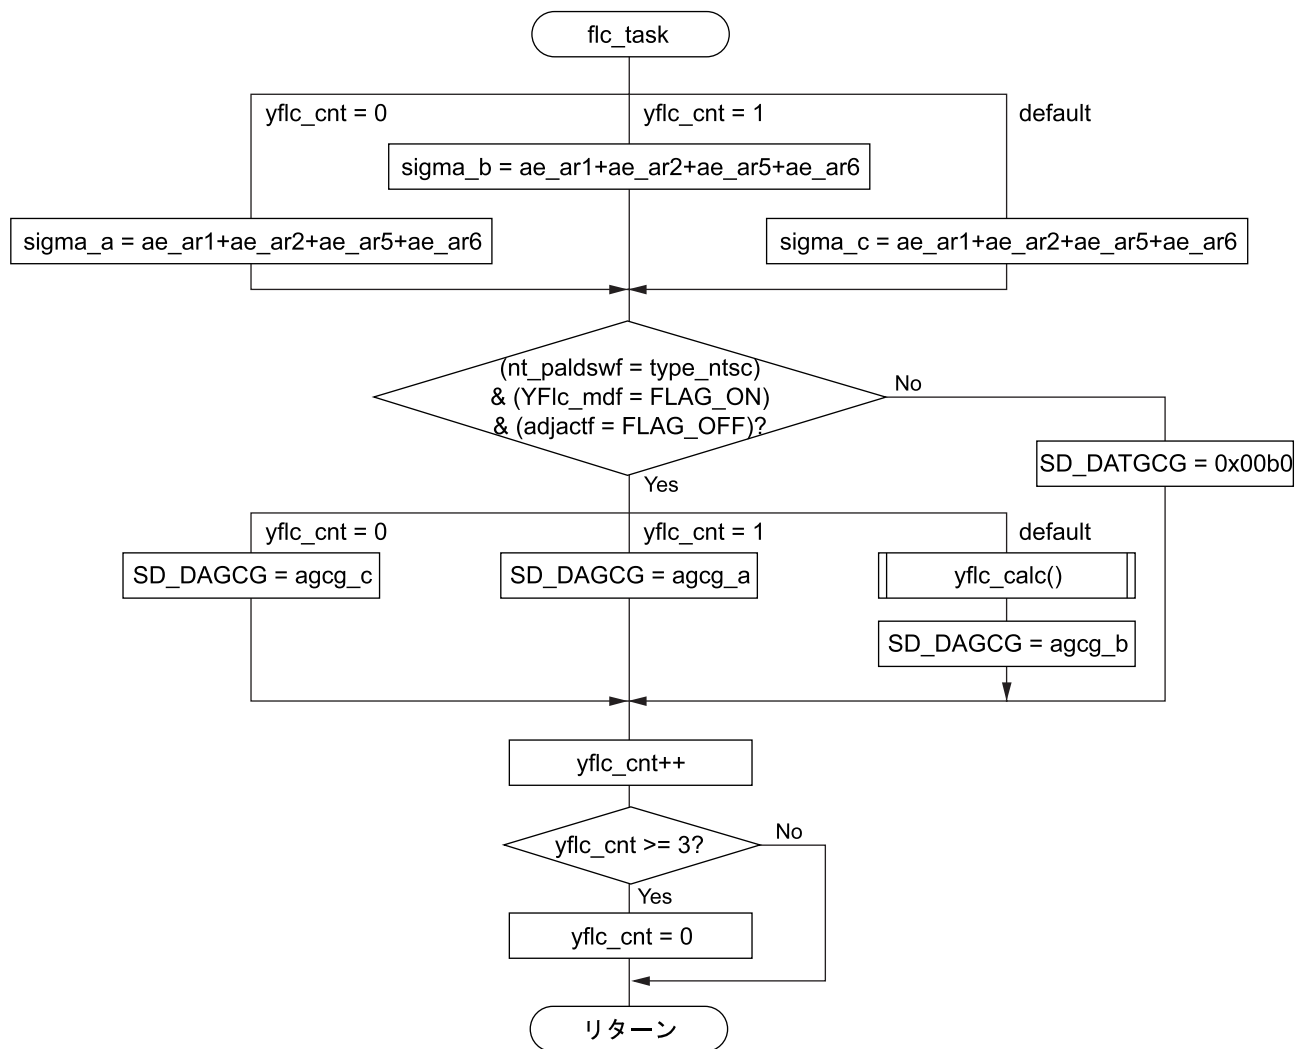 flc_task
yflc_cnt = 0
yflc_cnt = 1
default
sigma_b = ae_ar1+ae_ar2+ae_ar5+ae_ar6
sigma_a = ae_ar1+ae_ar2+ae_ar5+ae_ar6
sigma_c = ae_ar1+ae_ar2+ae_ar5+ae_ar6
(nt_paldswf = type_ntsc)
& (YFlc_mdf = FLAG_ON)
& (adjactf = FLAG_OFF)?
No
SD_DATGCG = 0x00b0
Yes
yflc_cnt = 0
yflc_cnt = 1
default
SD_DAGCG = agcg_c
SD_DAGCG = agcg_a
yflc_calc()
SD_DAGCG = agcg_b
yflc_cnt++
yflc_cnt >= 3?
No
Yes
yflc_cnt = 0
リターン